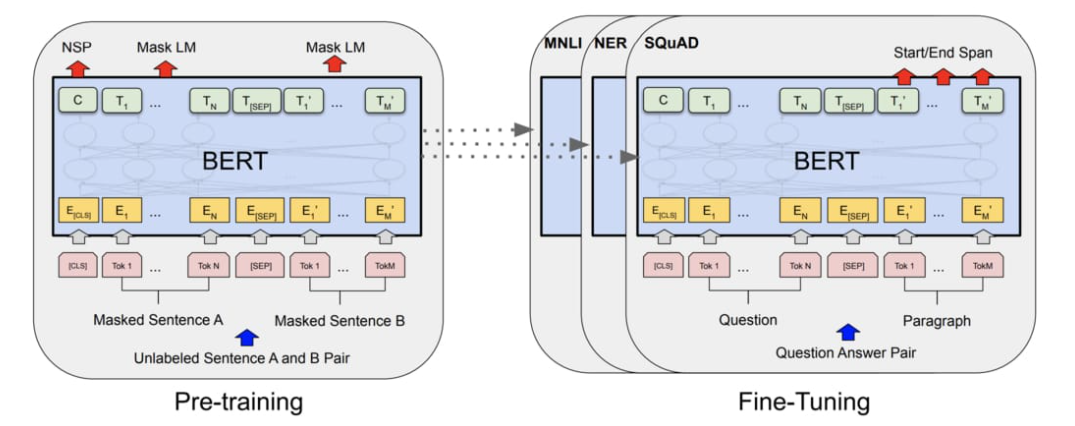 NSP Mask LM Mask LM
C T1 ... TN T[SEP] T1' ... TM'
BERT
E[CLS] E1 ... EN E[SEP] E1' ... EM'
[CLS] Tok 1 ... Tok N [SEP] Tok 1 ... TokM
Masked Sentence A Masked Sentence B
Unlabeled Sentence A and B Pair
Pre-training
MNLI NER SQuAD
Start/End Span
C T1 ... TN T[SEP] T1' ... TM'
BERT
E[CLS] E1 ... EN E[SEP] E1' ... EM'
[CLS] Tok 1 ... Tok N [SEP] Tok 1 ... TokM
Question Paragraph
Question Answer Pair
Fine-Tuning